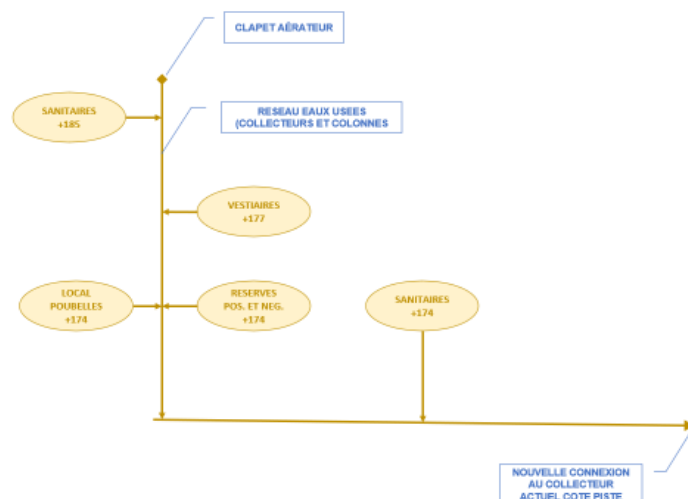 CLAPET AÉRATEUR
SANITAIRES
+185
RESEAU EAUX USEES
(COLLECTEURS ET COLONNES
VESTIAIRES
+177
LOCAL
POUBELLES
+174
RESERVES
POS. ET NEG.
+174
SANITAIRES
+174
NOUVELLE CONNEXION
AU COLLECTEUR
ACTUEL COTE PISTE